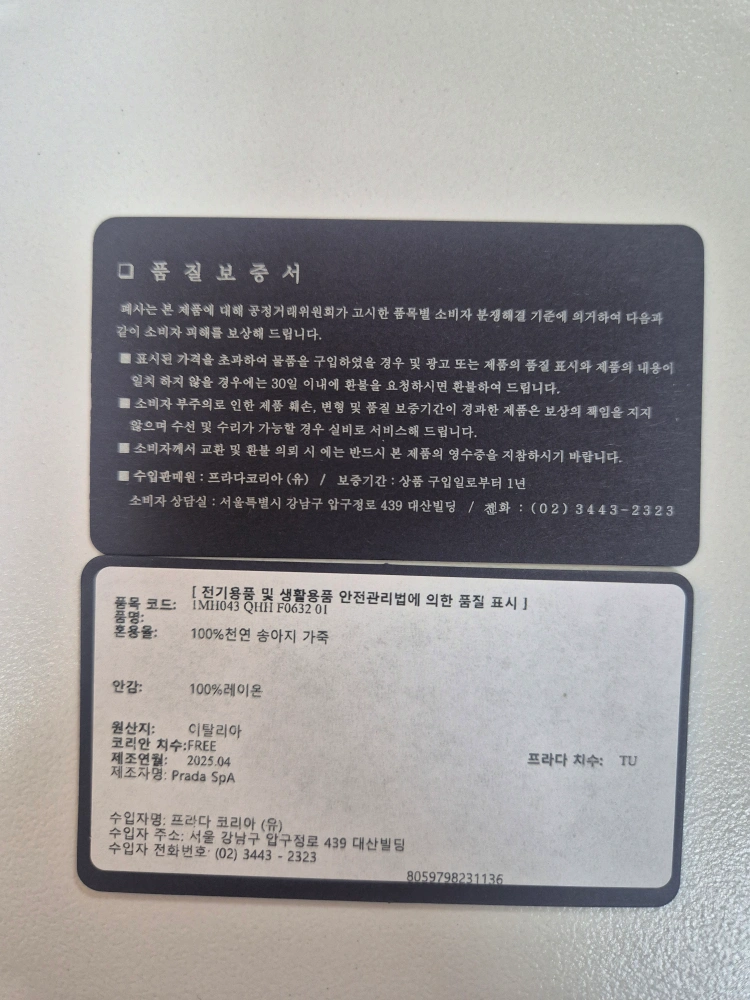 ❏ 품질보증서
폐사는 본 제품에 대해 공정거래위원회가 고시한 품목별 소비자 분쟁해결 기준에 의거하여 다음과
같이 소비자 피해를 보상해 드립니다.
■ 표시된 가격을 초과하여 물품을 구입하였을 경우 및 광고 또는 제품의 품질 표시와 제품의 내용이
일치 하지 않을 경우에는 30일 이내에 환불을 요청하시면 환불하여 드립니다.
■ 소비자 부주의로 인한 제품 훼손, 변형 및 품질 보증기간이 경과한 제품은 보상의 책임을 지지
않으며 수선 및 수리가 가능할 경우 실비로 서비스해 드립니다.
■ 소비자께서 교환 및 환불 의뢰 시 에는 반드시 본 제품의 영수증을 지참하시기 바랍니다.
■ 수입판매원 : 프라다코리아 (유) / 보증기간 : 상품 구입일로부터 1년
소비자 상담실 : 서울특별시 강남구 압구정로 439 대산빌딩 / 전화 : (02) 3443-2323
[ 전기용품 및 생활용품 안전관리법에 의한 품질 표시 ]
품목 코드: 1MH043 QHH F0632 01
품명:
혼용율: 100%천연 송아지 가죽
안감: 100%레이온
원산지: 이탈리아
코리안 치수:FREE
제조연월: 2025.04 프라다 치수: TU
제조자명: Prada SpA
수입자명: 프라다 코리아 (유)
수입자 주소: 서울 강남구 압구정로 439 대산빌딩
수입자 전화번호: (02) 3443 - 2323
8059798231136